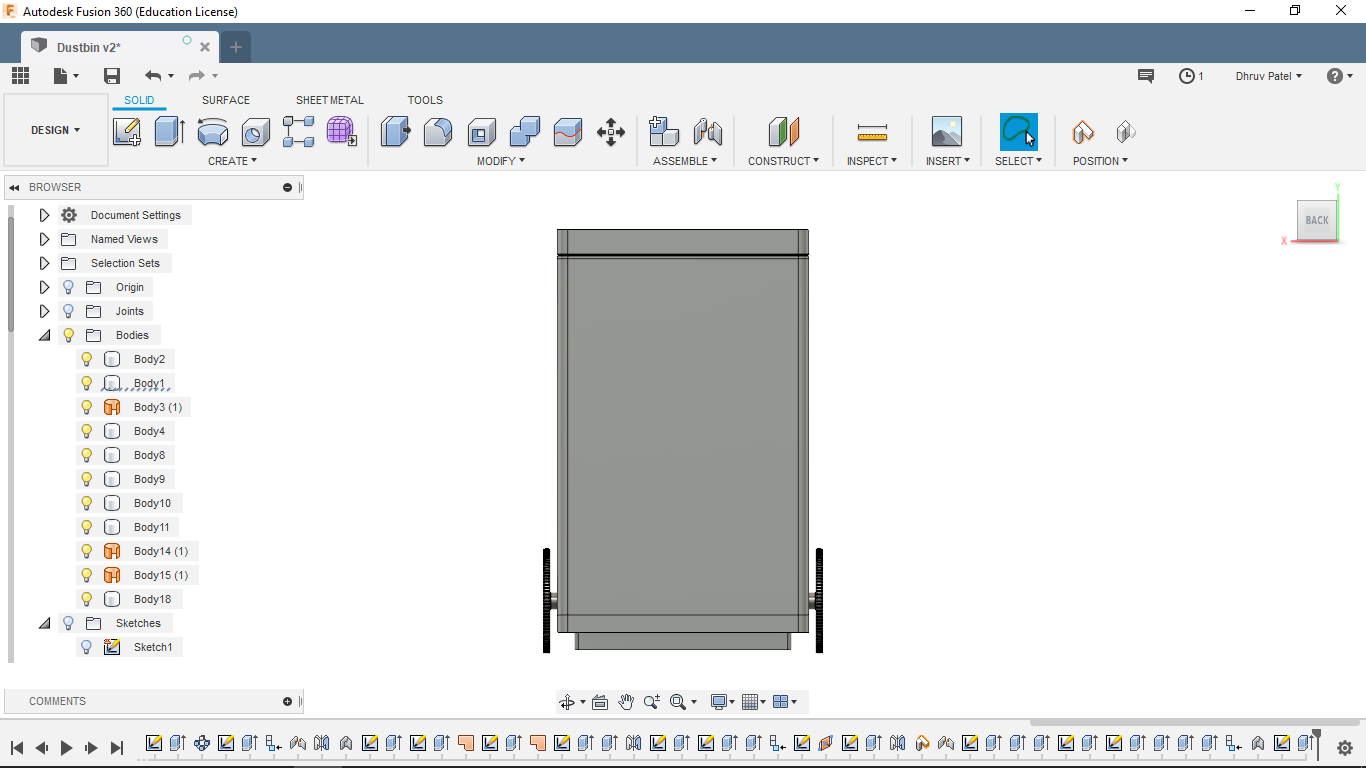 Autodesk Fusion 360 (Education License)
Dustbin v2*
1
Dhruv Patel
DESIGN
SOLID SURFACE SHEET METAL TOOLS
CREATE MODIFY ASSEMBLE CONSTRUCT INSPECT INSERT SELECT POSITION
BROWSER
Document Settings
Named Views
Selection Sets
Origin
Joints
Bodies
Body2
Body1
Body3 (1)
Body4
Body8
Body9
Body10
Body11
Body14 (1)
Body15 (1)
Body18
Sketches
Sketch1
Y
BACK
X
COMMENTS